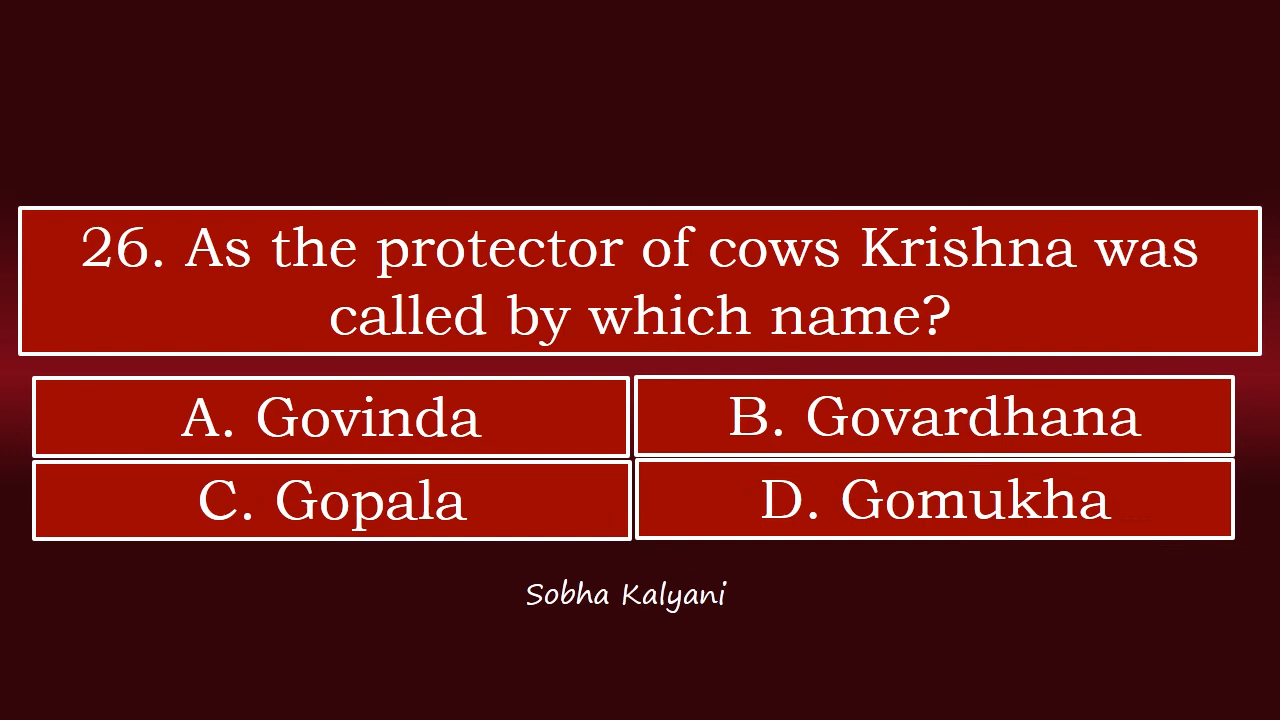 26. As the protector of cows Krishna was
called by which name?
A. Govinda
B. Govardhana
C. Gopala
D. Gomukha
Sobha Kalyani